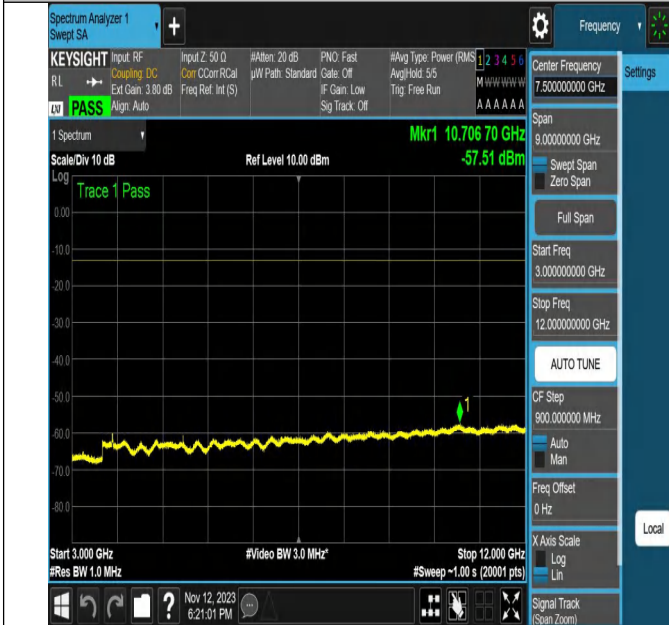 Spectrum Analyzer 1
Swept SA
Frequency
KEYSIGHT
RL
LXI
PASS
Input: RF
Coupling: DC
Ext Gain: 3.80 dB
Align: Auto
Input Z: 50 Ω
Corr CCorr RCal
Freq Ref: Int (S)
#Atten: 20 dB
µW Path: Standard
PNO: Fast
Gate: Off
IF Gain: Low
Sig Track: Off
#Avg Type: Power (RMS
Avg|Hold: 5/5
Trig: Free Run
1 2 3 4 5 6
M W W W W W
A A A A A A
1 Spectrum
Scale/Div 10 dB
Ref Level 10.00 dBm
Mkr1 10.706 70 GHz
-57.51 dBm
Log
Trace 1 Pass
0.00
-10.0
-20.0
-30.0
-40.0
-50.0
-60.0
-70.0
-80.0
1
Start 3.000 GHz
#Res BW 1.0 MHz
#Video BW 3.0 MHz*
Stop 12.000 GHz
#Sweep ~1.00 s (20001 pts)
Center Frequency
7.500000000 GHz
Settings
Span
9.00000000 GHz
Swept Span
Zero Span
Full Span
Start Freq
3.000000000 GHz
Stop Freq
12.000000000 GHz
AUTO TUNE
CF Step
900.000000 MHz
Auto
Man
Freq Offset
0 Hz
X Axis Scale
Log
Lin
Local
Signal Track
(Span Zoom)
?
Nov 12, 2023
6:21:01 PM